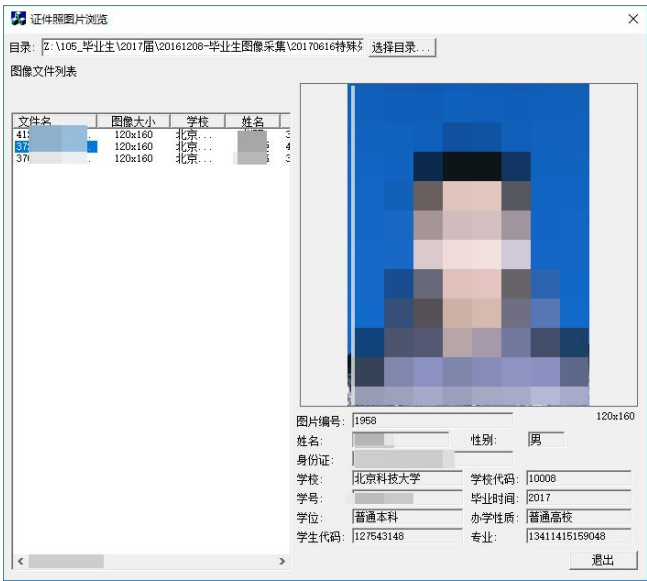 证件照图片浏览
目录: Z:\105_毕业生\2017届\20161208-毕业生图像采集\20170616特殊 选择目录...
图像文件列表
文件名 图像大小 学校 姓名
41 . 120x160 北京... 3
37 120x160 北京... 4
370 . 120x160 北京... 3
120x160
图片编号: 1958
姓名: 性别: 男
身份证:
学校: 北京科技大学 学校代码: 10008
学号: 毕业时间: 2017
学位: 普通本科 办学性质: 普通高校
学生代码: 127543148 专业: 13411415159048
退出